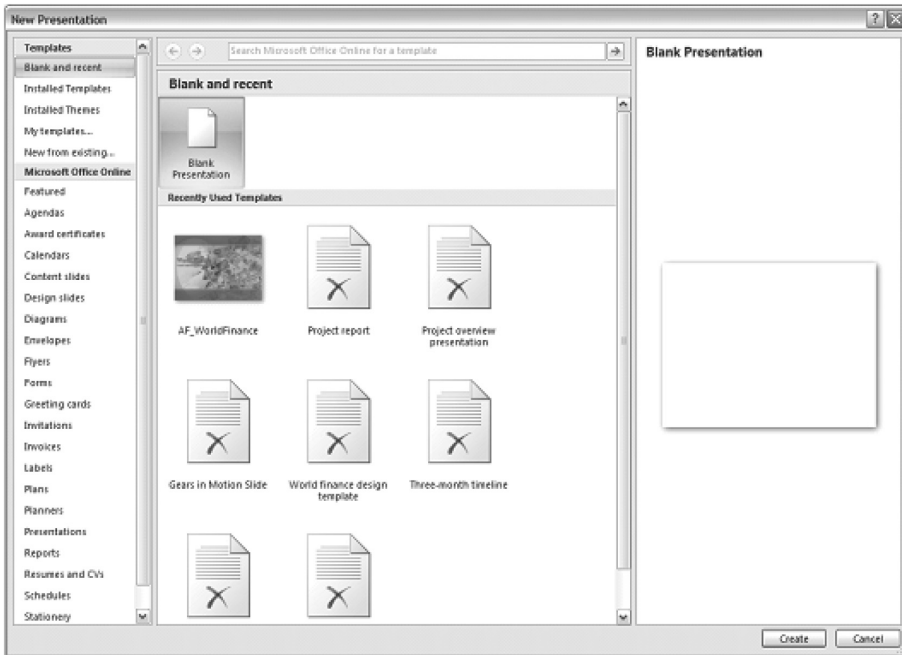 New Presentation
Templates
Blank and recent
Installed Templates
Installed Themes
My templates...
New from existing...
Microsoft Office Online
Featured
Agendas
Award certificates
Calendars
Content slides
Design slides
Diagrams
Envelopes
Flyers
Forms
Greeting cards
Invitations
Invoices
Labels
Plans
Planners
Presentations
Reports
Resumes and CVs
Schedules
Stationery
Search Microsoft Office Online for a template
Blank and recent
Blank
Presentation
Recently Used Templates
AF_WorldFinance
Project report
Project overview
presentation
Gears in Motion Slide
World finance design
template
Three-month timeline
Blank Presentation
Create
Cancel